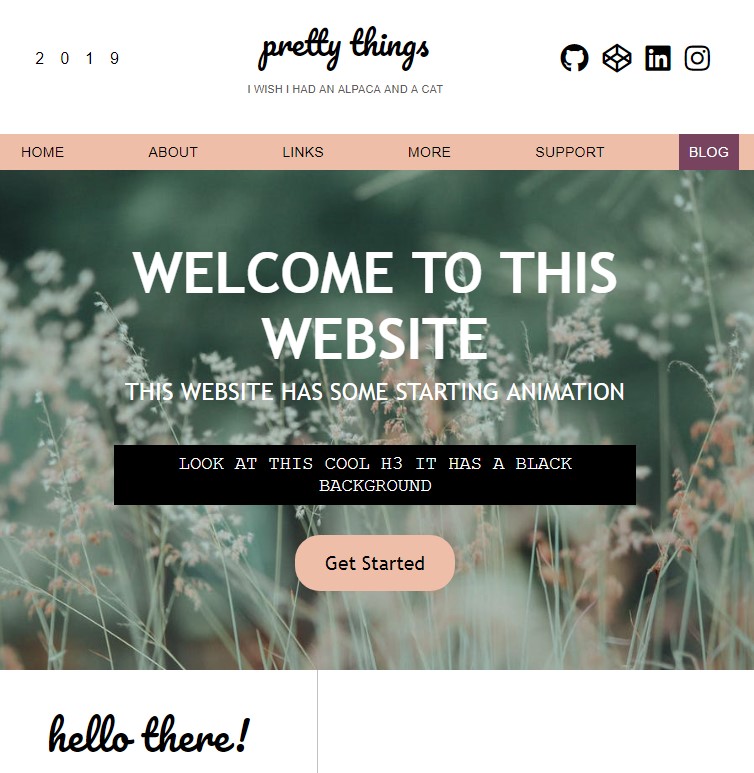 2 0 1 9
pretty things
I WISH I HAD AN ALPACA AND A CAT
HOME ABOUT LINKS MORE SUPPORT BLOG
WELCOME TO THIS
WEBSITE
THIS WEBSITE HAS SOME STARTING ANIMATION
LOOK AT THIS COOL H3 IT HAS A BLACK
BACKGROUND
Get Started
hello there!